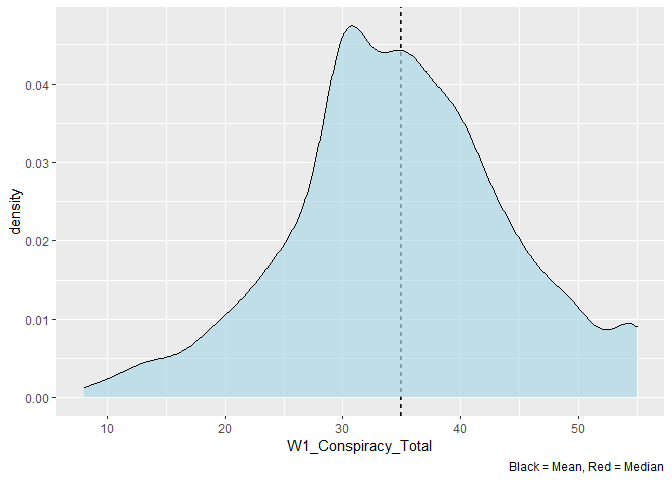 density
0.04
0.03
0.02
0.01
0.00
10 20 30 40 50
W1_Conspiracy_Total
Black = Mean, Red = Median